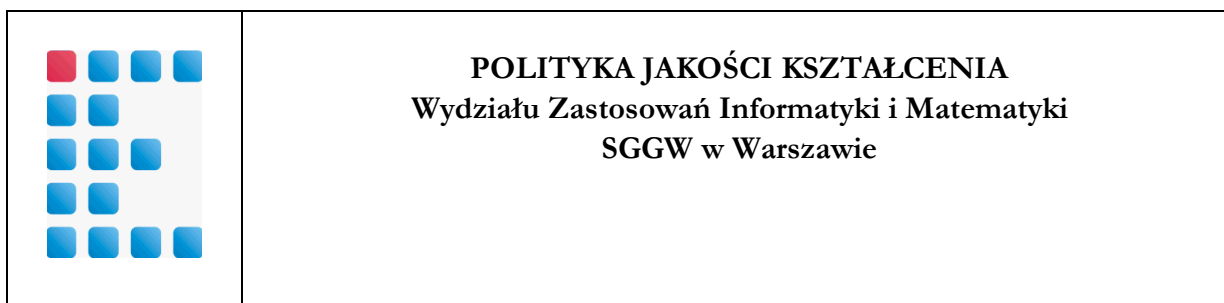 POLITYKA JAKOŚCI KSZTAŁCENIA
Wydziału Zastosowań Informatyki i Matematyki
SGGW w Warszawie